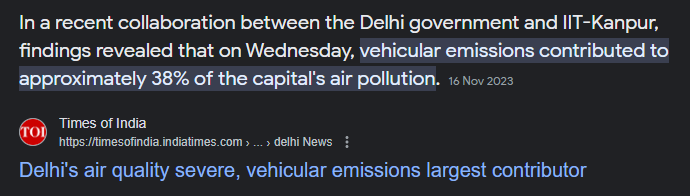 In a recent collaboration between the Delhi government and IIT-Kanpur,
findings revealed that on Wednesday, vehicular emissions contributed to
approximately 38% of the capital's air pollution. 16 Nov 2023
TOI
Times of India
https://timesofindia.indiatimes.com › ... › delhi News
Delhi's air quality severe, vehicular emissions largest contributor